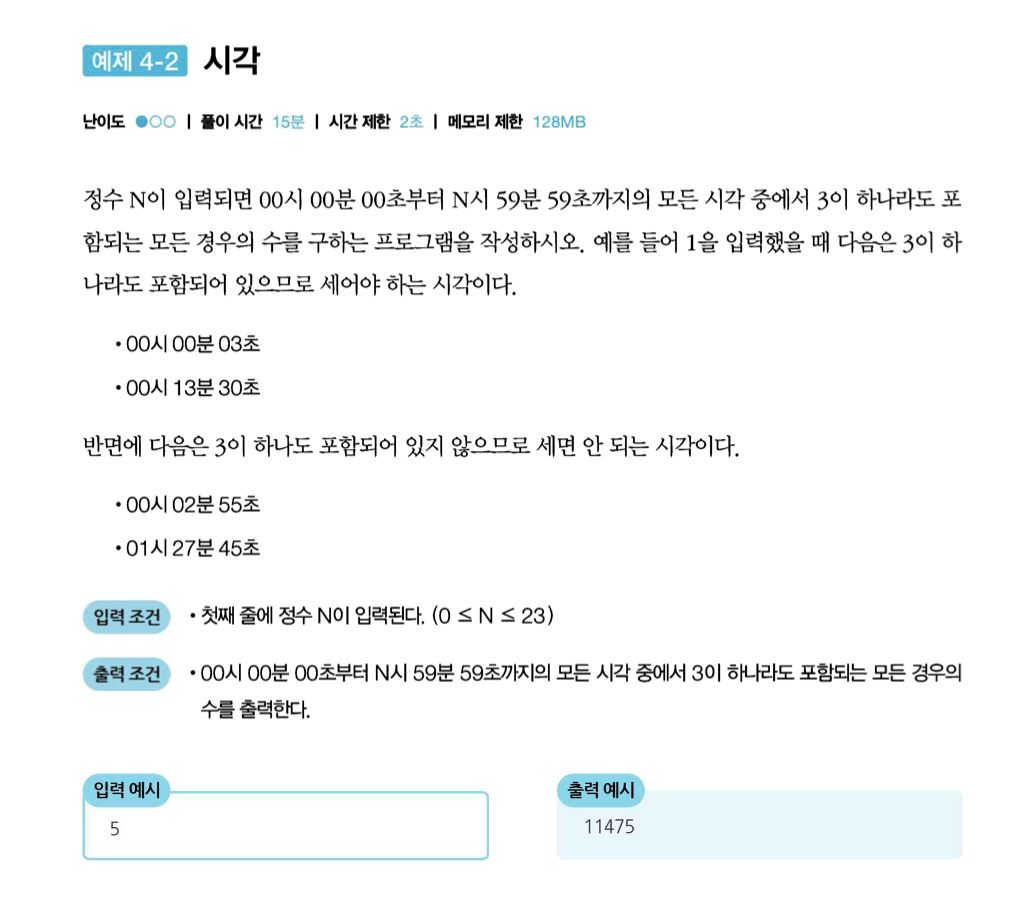 예제 4-2 시각
난이도 ●○○ | 풀이 시간 15분 | 시간 제한 2초 | 메모리 제한 128MB
정수 N이 입력되면 00시 00분 00초부터 N시 59분 59초까지의 모든 시각 중에서 3이 하나라도 포
함되는 모든 경우의 수를 구하는 프로그램을 작성하시오. 예를 들어 1을 입력했을 때 다음은 3이 하
나라도 포함되어 있으므로 세어야 하는 시각이다.
• 00시 00분 03초
• 00시 13분 30초
반면에 다음은 3이 하나도 포함되어 있지 않으므로 세면 안 되는 시각이다.
• 00시 02분 55초
• 01시 27분 45초
입력 조건 • 첫째 줄에 정수 N이 입력된다. (0 ≤ N ≤ 23)
출력 조건 • 00시 00분 00초부터 N시 59분 59초까지의 모든 시각 중에서 3이 하나라도 포함되는 모든 경우의
수를 출력한다.
입력 예시
5
출력 예시
11475